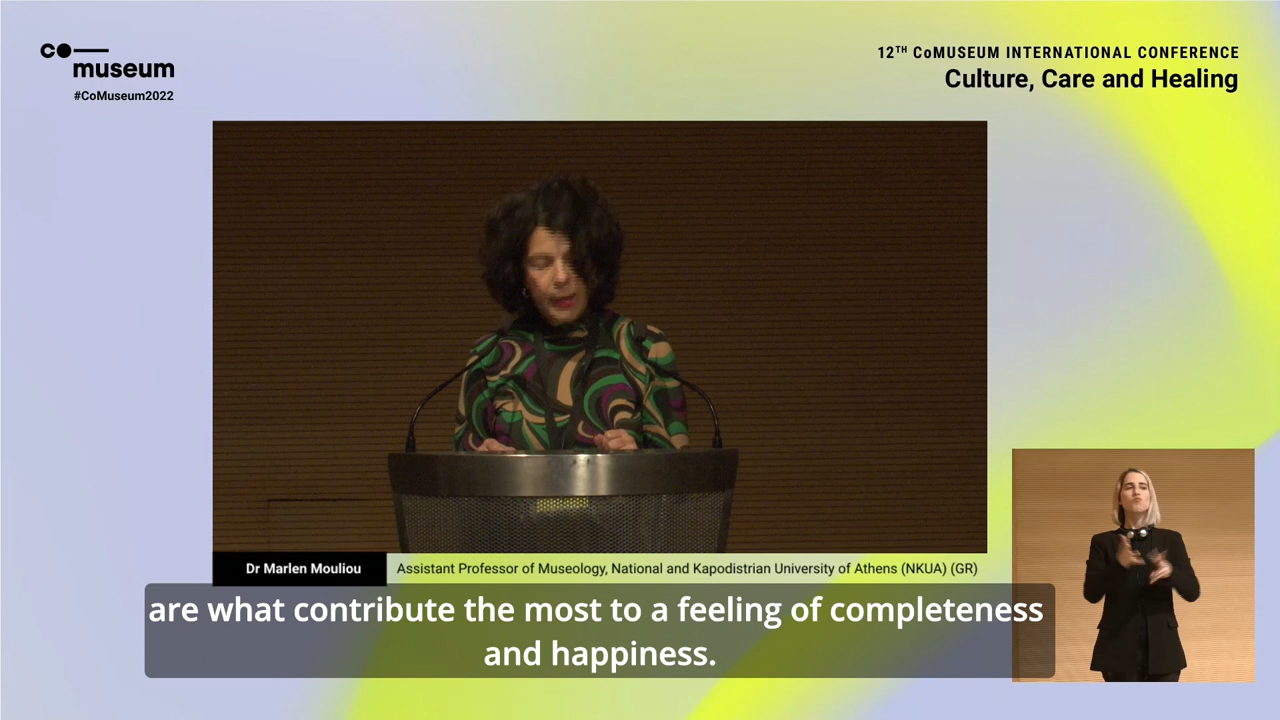 co
museum
#CoMuseum2022
12TH CoMUSEUM INTERNATIONAL CONFERENCE
Culture, Care and Healing
Dr Marlen Mouliou
Assistant Professor of Museology, National and Kapodistrian University of Athens (NKUA) (GR)
are what contribute the most to a feeling of completeness
and happiness.